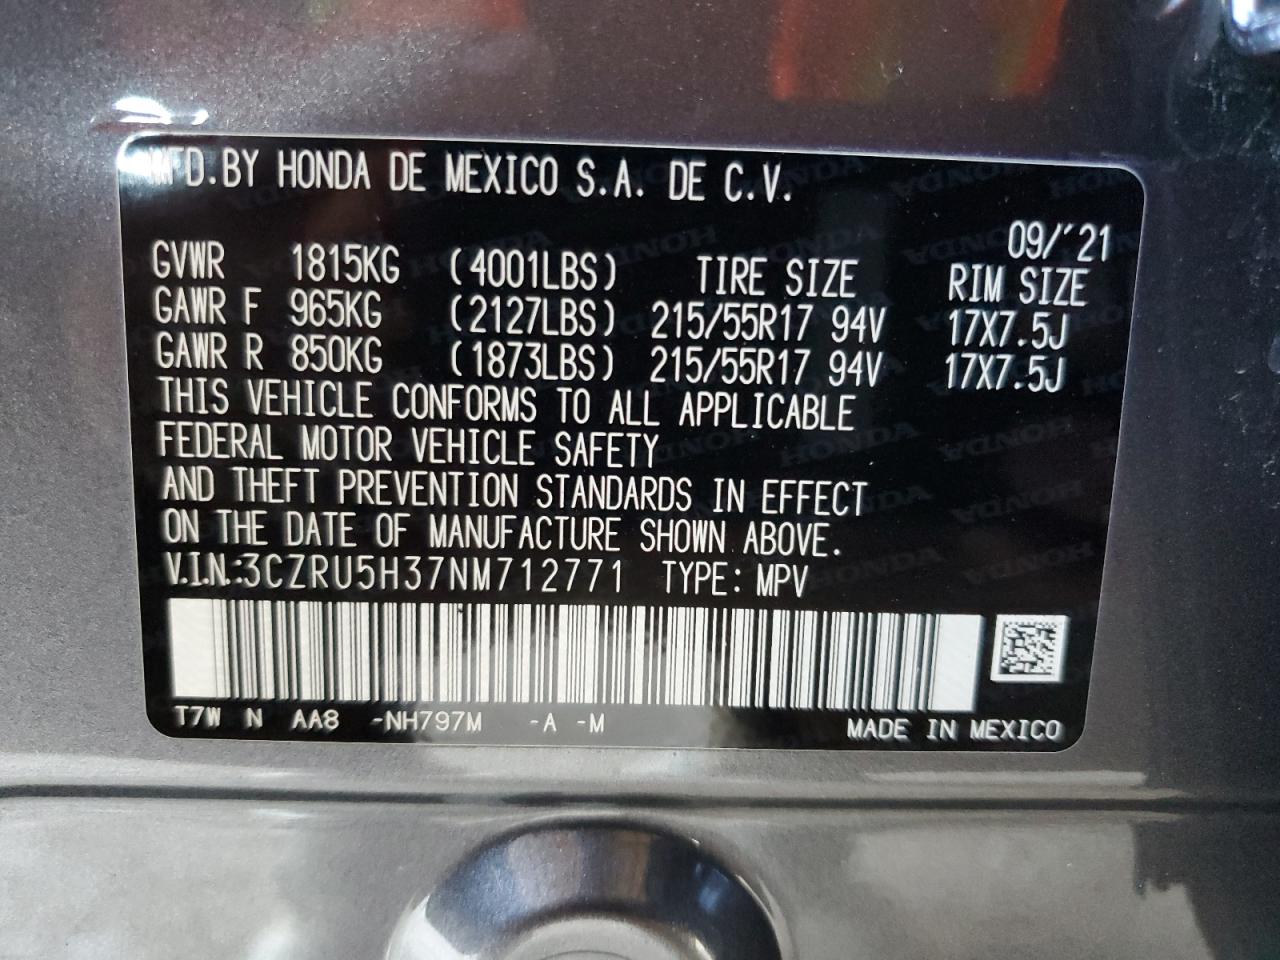 MFD.BY HONDA DE MEXICO S.A. DE C.V.
09/'21
GVWR 1815KG (4001LBS) TIRE SIZE RIM SIZE
GAWR F 965KG (2127LBS) 215/55R17 94V 17X7.5J
GAWR R 850KG (1873LBS) 215/55R17 94V 17X7.5J
THIS VEHICLE CONFORMS TO ALL APPLICABLE
FEDERAL MOTOR VEHICLE SAFETY
AND THEFT PREVENTION STANDARDS IN EFFECT
ON THE DATE OF MANUFACTURE SHOWN ABOVE.
V.I.N.:3CZRU5H37NM712771 TYPE: MPV
T7W N AA8 -NH797M -A -M MADE IN MEXICO